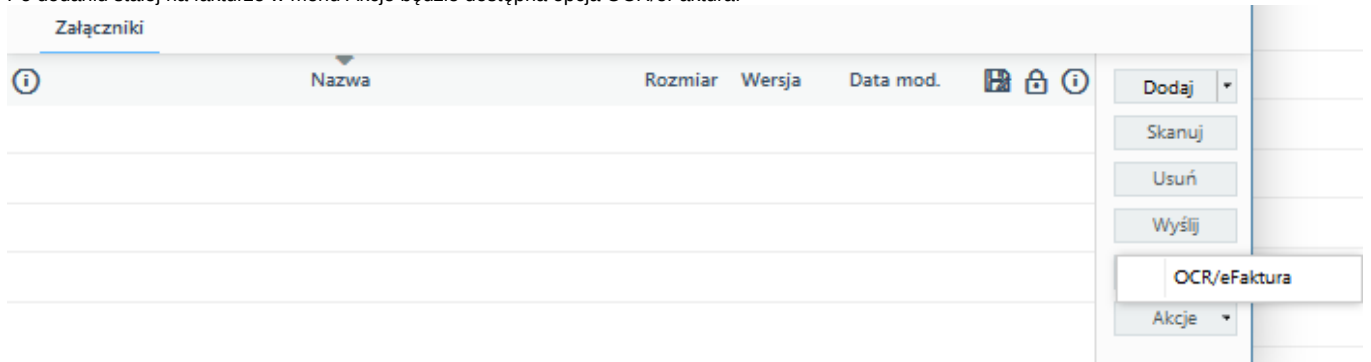 Załączniki
Nazwa Rozmiar Wersja Data mod.
Dodaj
Skanuj
Usuń
Wyślij
OCR/eFaktura
Akcje